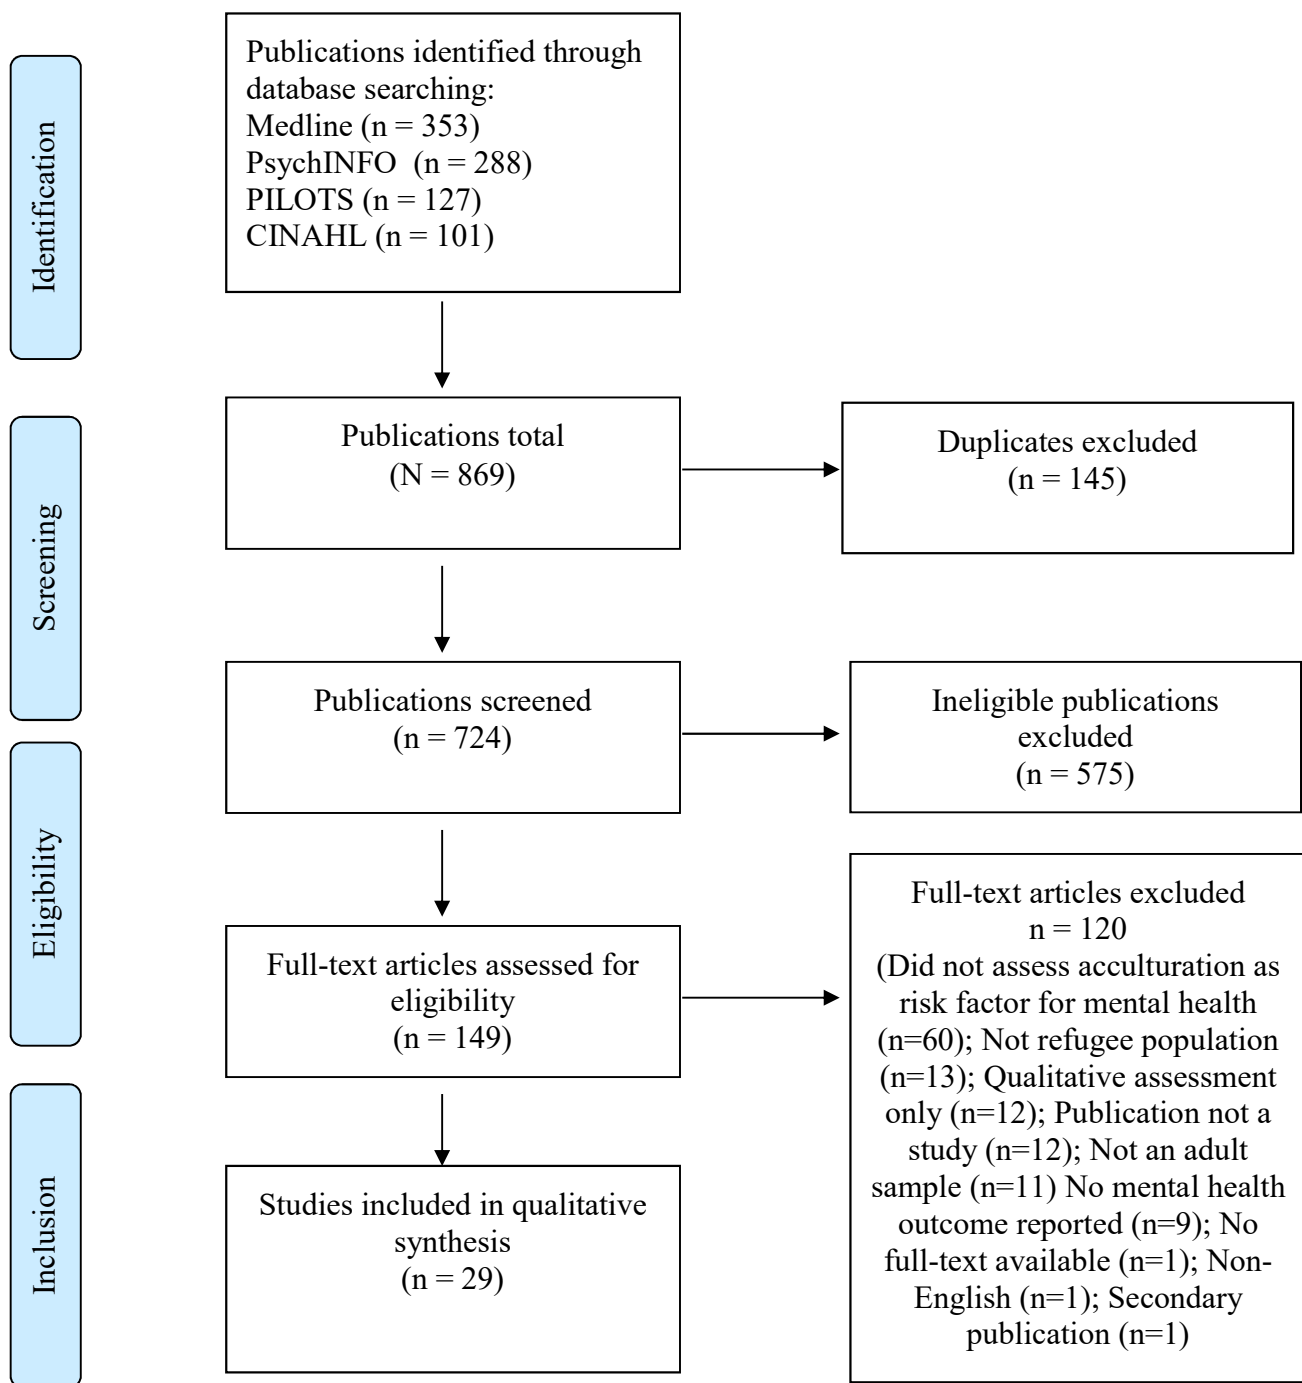 Identification
Publications identified through
database searching:
Medline (n = 353)
PsychINFO  (n = 288)
PILOTS (n = 127)
CINAHL (n = 101)
Screening
Publications total
(N = 869)
Duplicates excluded
(n = 145)
Publications screened
(n = 724)
Ineligible publications
excluded
(n = 575)
Eligibility
Full-text articles assessed for
eligibility
(n = 149)
Full-text articles excluded
n = 120
(Did not assess acculturation as
risk factor for mental health
(n=60); Not refugee population
(n=13); Qualitative assessment
only (n=12); Publication not a
study (n=12); Not an adult
sample (n=11) No mental health
outcome reported (n=9); No
full-text available (n=1); Non-
English (n=1); Secondary
publication (n=1)
Inclusion
Studies included in qualitative
synthesis
(n = 29)